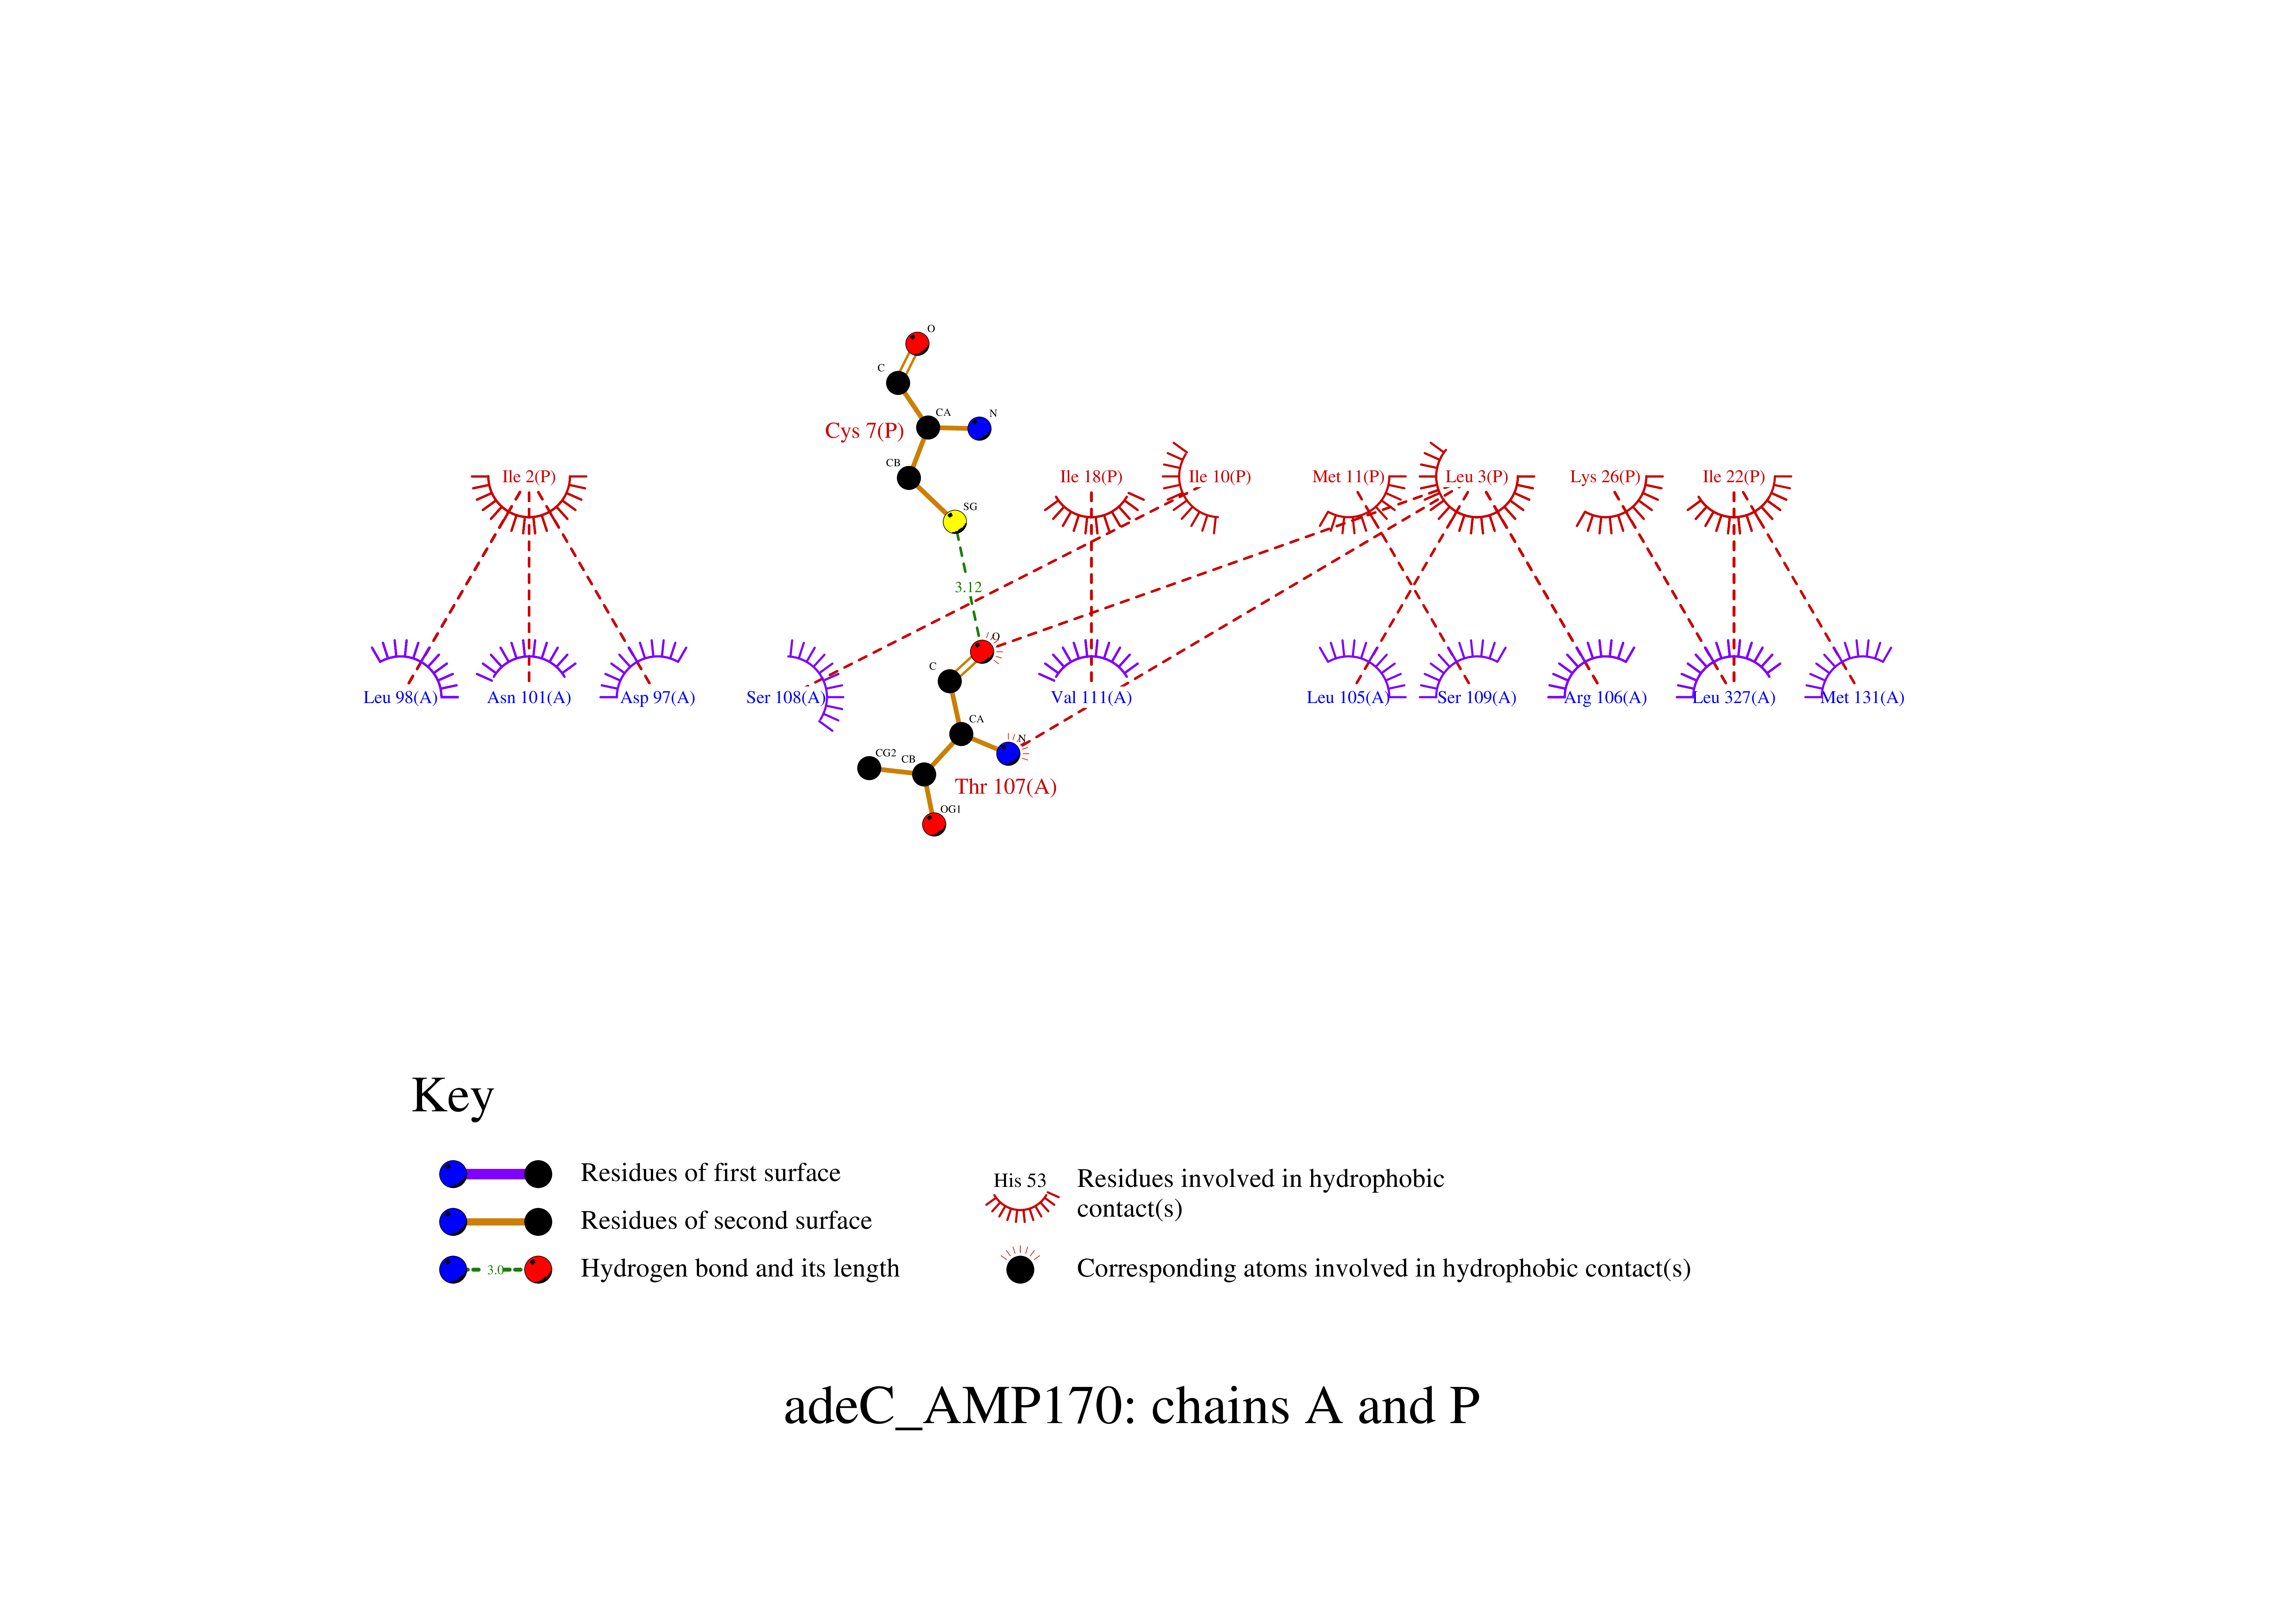 O
C
CA
N
Cys 7(P)
CB
SG
Ile 2(P)
Ile 18(P)
Ile 10(P)
Met 11(P)
Leu 3(P)
Lys 26(P)
Ile 22(P)
3.12
O
C
Leu 98(A)
Asn 101(A)
Asp 97(A)
Ser 108(A)
Val 111(A)
Leu 105(A)
Ser 109(A)
Arg 106(A)
Leu 327(A)
Met 131(A)
CA
N
CG2
CB
Thr 107(A)
OG1
Key
Residues of first surface
Residues of second surface
3.0
Hydrogen bond and its length
His 53
Residues involved in hydrophobic
contact(s)
Corresponding atoms involved in hydrophobic contact(s)
adeC_AMP170: chains A and P